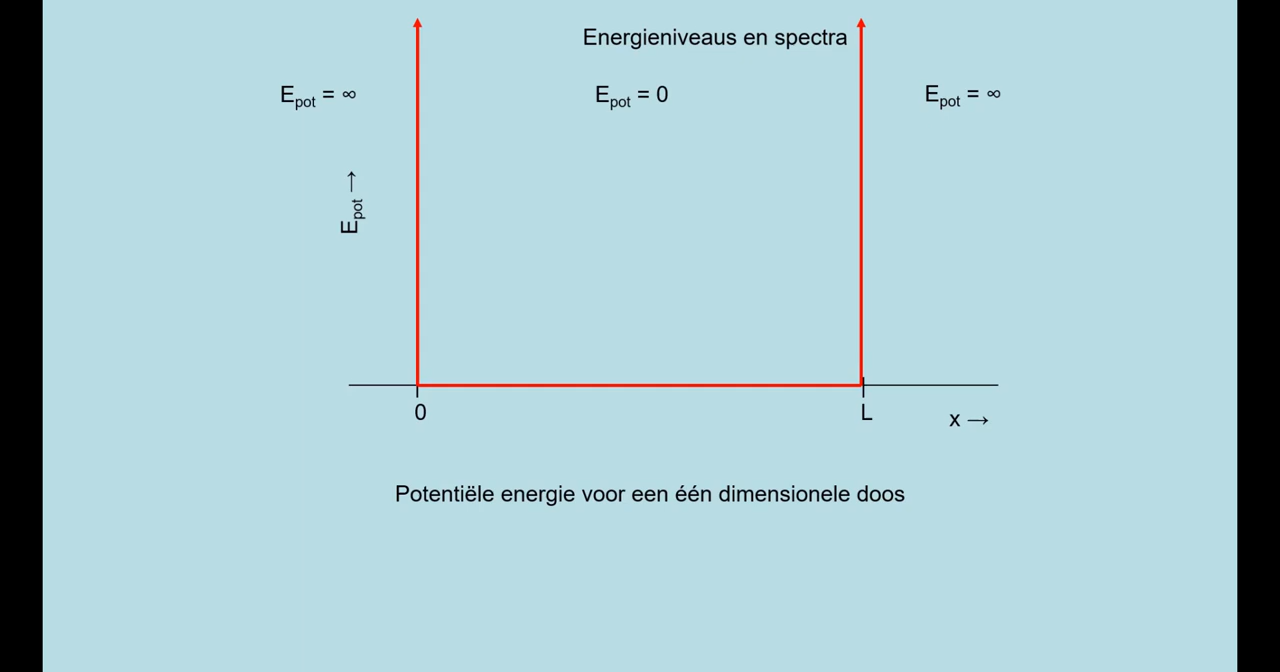 Energieniveaus en spectra
Epot = ∞
Epot = 0
Epot = ∞
Epot →
0
L
x →
Potentiële energie voor een één dimensionele doos